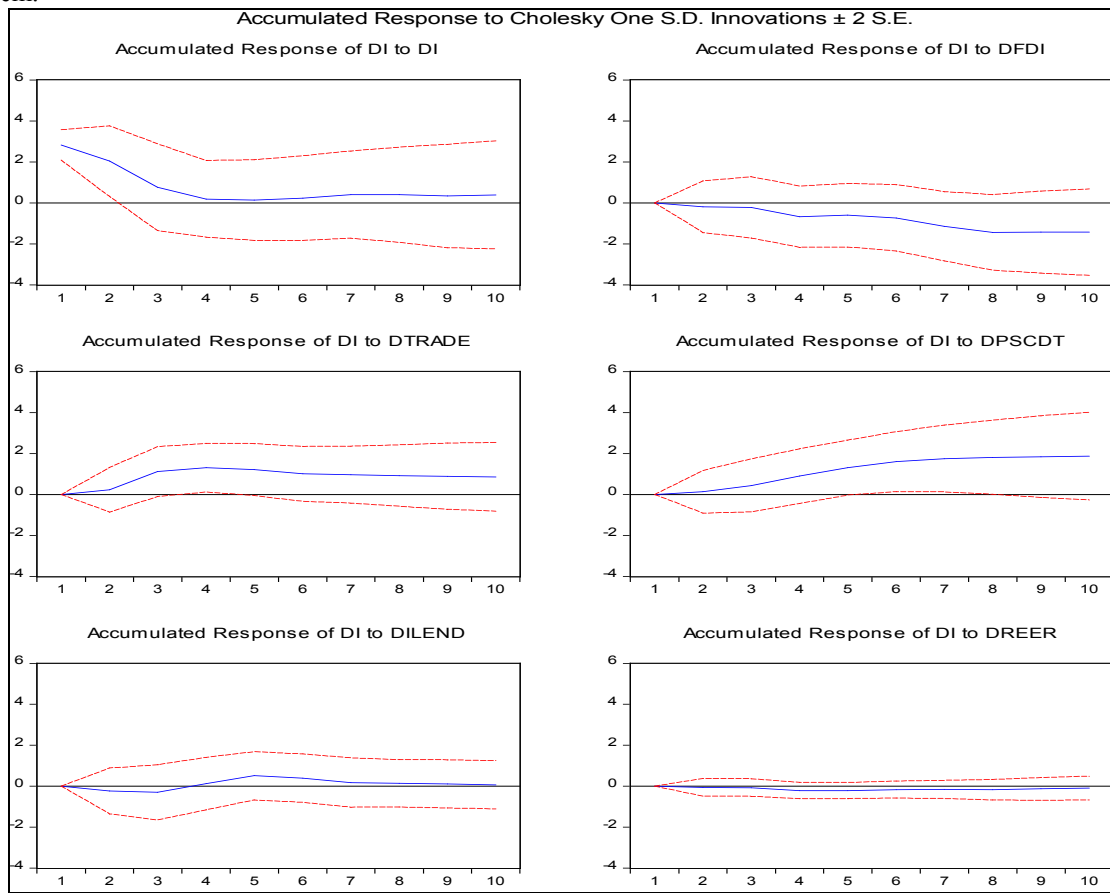 Accumulated Response to Cholesky One S.D. Innovations ± 2 S.E.
Accumulated Response of DI to DI
6
4
2
0
-2
-4
1 2 3 4 5 6 7 8 9 10
Accumulated Response of DI to DFDI
6
4
2
0
-2
-4
1 2 3 4 5 6 7 8 9 10
Accumulated Response of DI to DTRADE
6
4
2
0
-2
-4
1 2 3 4 5 6 7 8 9 10
Accumulated Response of DI to DPSCDT
6
4
2
0
-2
-4
1 2 3 4 5 6 7 8 9 10
Accumulated Response of DI to DILEND
6
4
2
0
-2
-4
1 2 3 4 5 6 7 8 9 10
Accumulated Response of DI to DREER
6
4
2
0
-2
-4
1 2 3 4 5 6 7 8 9 10